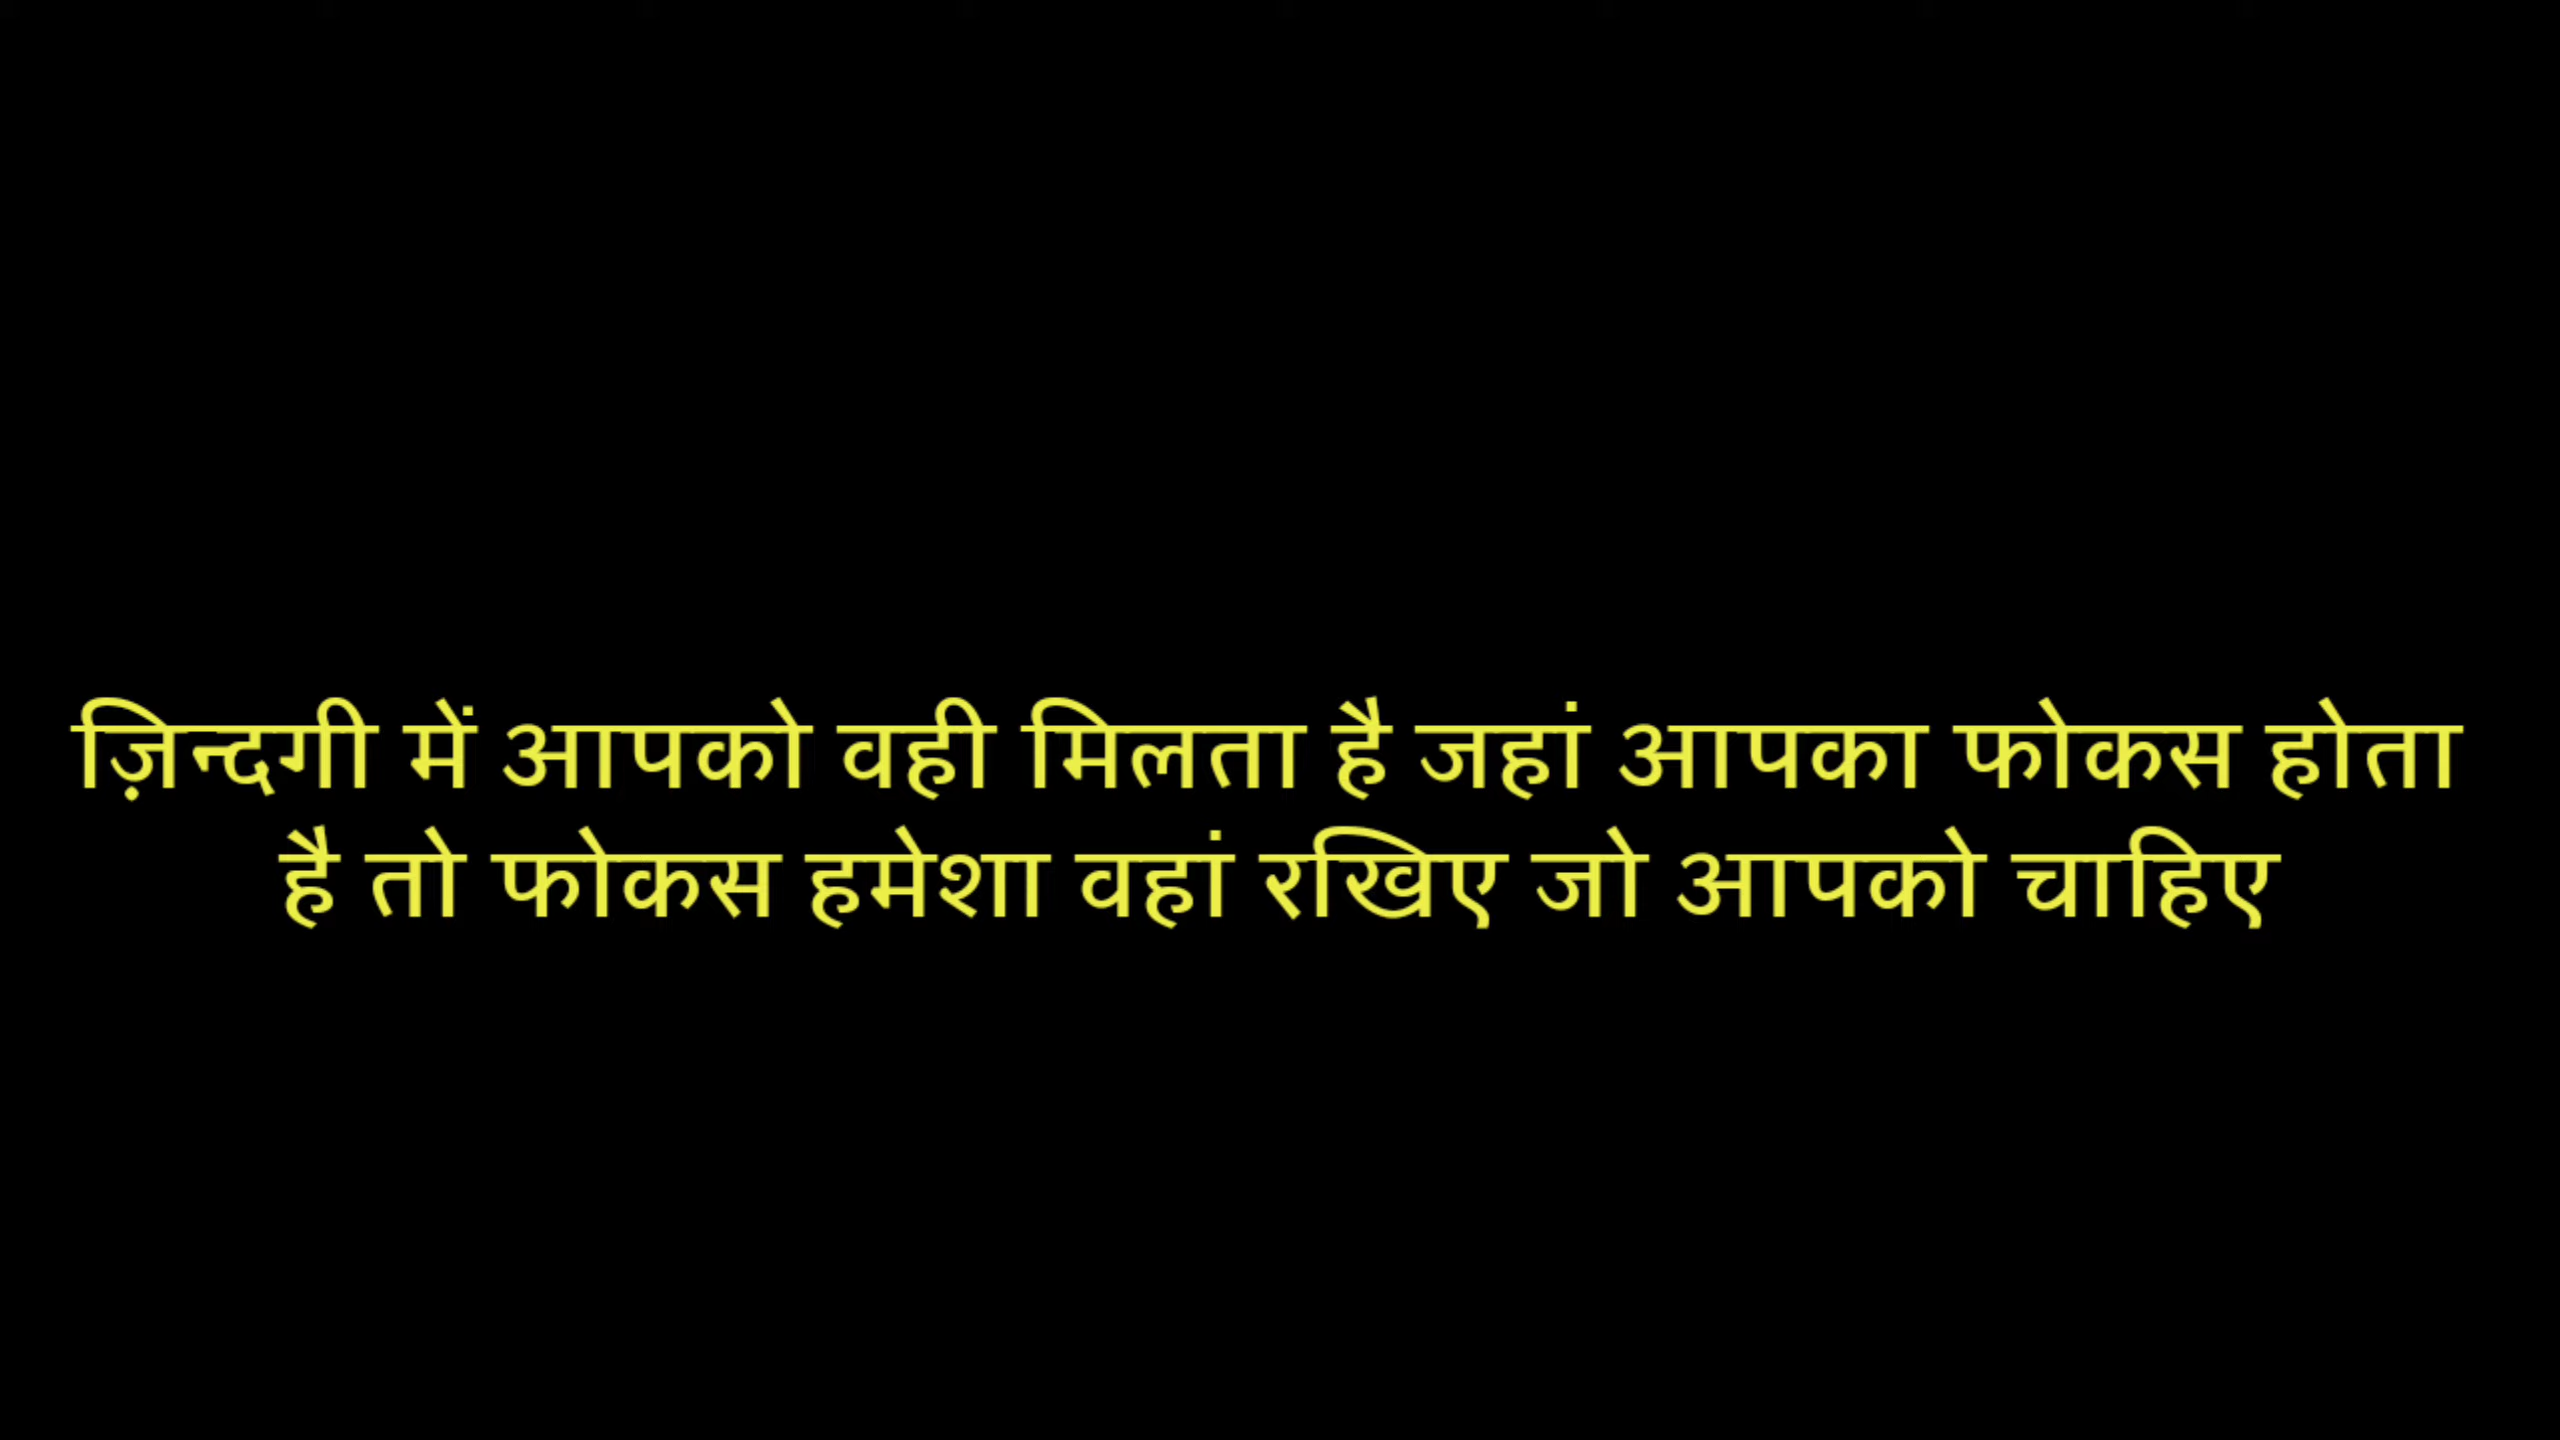 ज़िन्दगी में आपको वही मिलता है जहां आपका फोकस होता
है तो फोकस हमेशा वहां रखिए जो आपको चाहिए